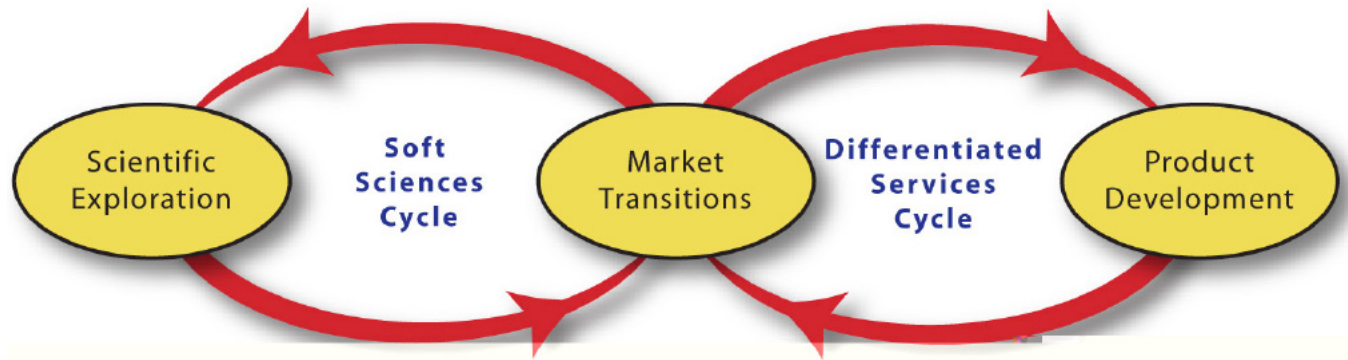 Scientific
Exploration
Soft
Sciences
Cycle
Market
Transitions
Differentiated
Services
Cycle
Product
Development